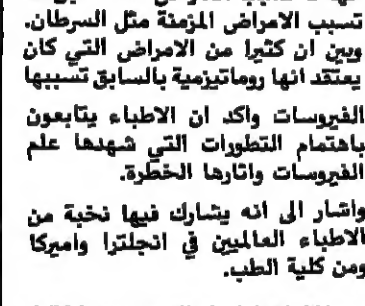 تسبب الامراض المزمنة مثل السرطان.
وبين ان كثيرا من الامراض التي كان
يعتقد انها روماتيزمية بالسابق تسببها
الفيروسات واكد ان الاطباء يتابعون
باهتمام التطورات التي شهدها علم
الفيروسات واثارها الخطرة.
واشار الى انه يشارك فيها نخبة من
الاطباء العالميين في انجلترا واميركا
ومن كلية الطب.